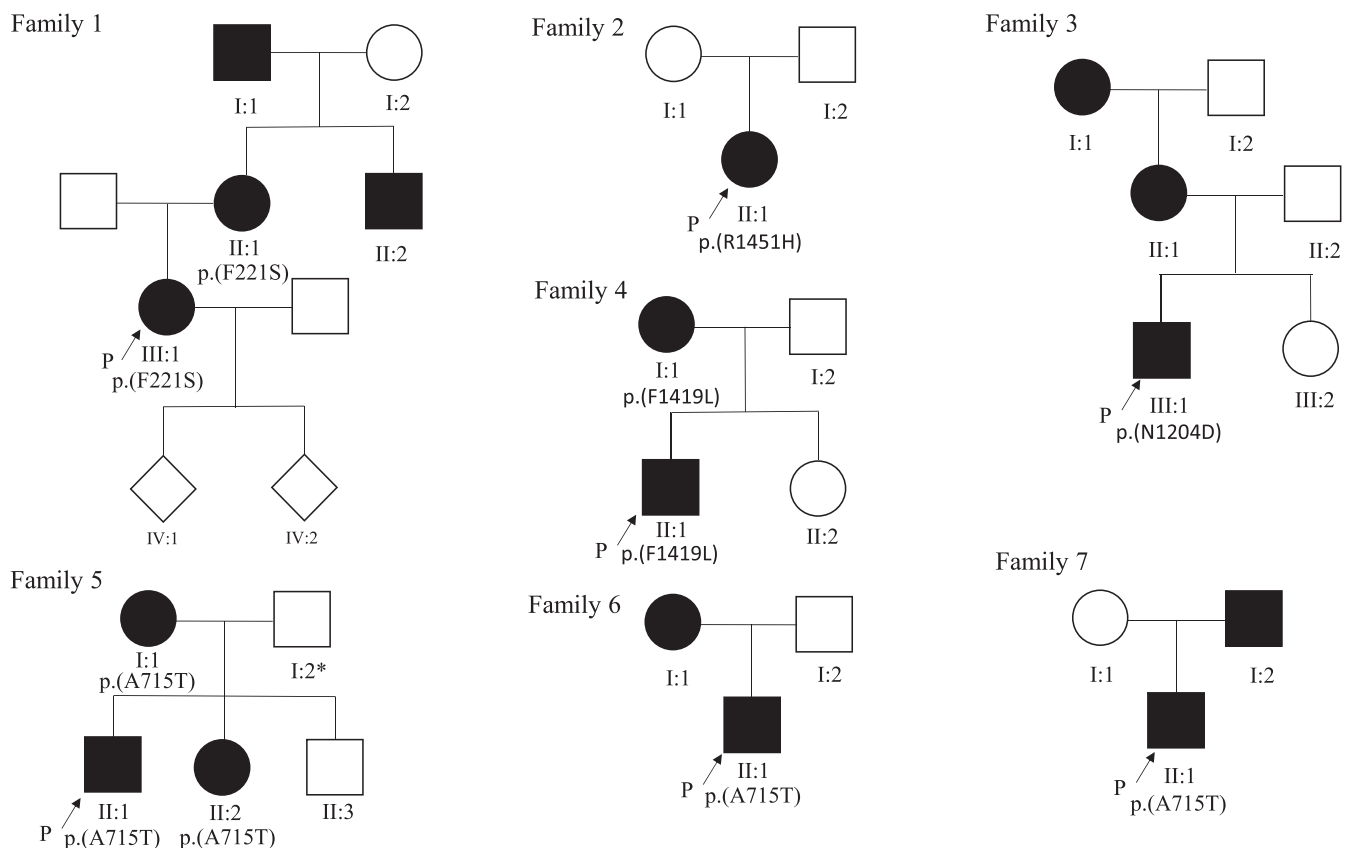 Family 1
I:1
I:2
II:1
p.(F221S)
II:2
P
III:1
p.(F221S)
IV:1
IV:2
Family 2
I:1
I:2
P
II:1
p.(R1451H)
Family 3
I:1
I:2
II:1
II:2
P
III:1
p.(N1204D)
III:2
Family 4
I:1
p.(F1419L)
I:2
P
II:1
p.(F1419L)
II:2
Family 5
I:1
p.(A715T)
I:2*
P
II:1
p.(A715T)
II:2
p.(A715T)
II:3
Family 6
I:1
I:2
P
II:1
p.(A715T)
Family 7
I:1
I:2
P
II:1
p.(A715T)